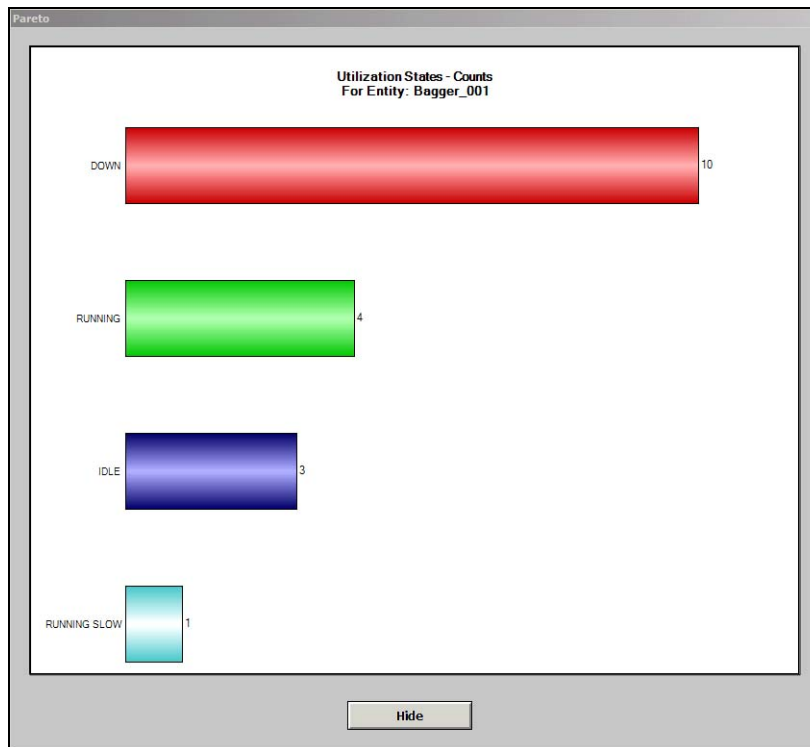 Pareto
Utilization States - Counts
For Entity: Bagger_001
DOWN 10
RUNNING 4
IDLE 3
RUNNING SLOW 1
Hide